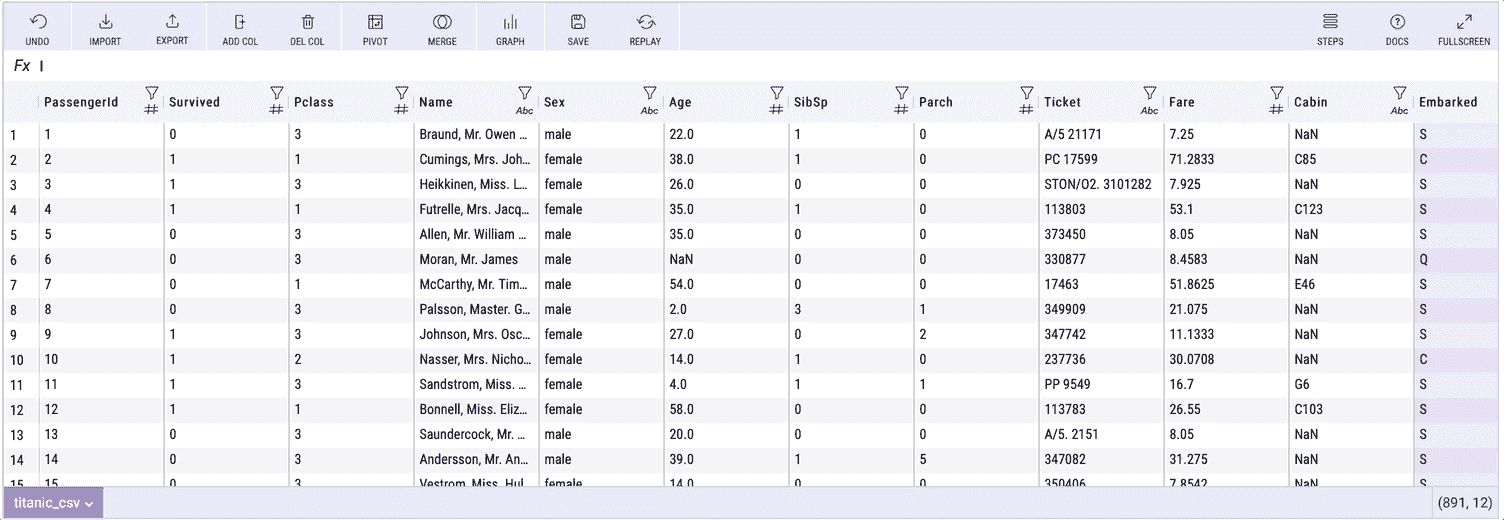 UNDO IMPORT EXPORT ADD COL DEL COL PIVOT MERGE GRAPH SAVE REPLAY STEPS DOCS FULLSCREEN
Fx
PassengerId # Survived # Pclass # Name Abc Sex Abc Age # SibSp # Parch # Ticket Abc Fare # Cabin Abc Embarked
1 1 0 3 Braund, Mr. Owen ... male 22.0 1 0 A/5 21171 7.25 NaN S
2 2 1 1 Cumings, Mrs. Joh... female 38.0 1 0 PC 17599 71.2833 C85 C
3 3 1 3 Heikkinen, Miss. L... female 26.0 0 0 STON/O2. 3101282 7.925 NaN S
4 4 1 1 Futrelle, Mrs. Jacq... female 35.0 1 0 113803 53.1 C123 S
5 5 0 3 Allen, Mr. William ... male 35.0 0 0 373450 8.05 NaN S
6 6 0 3 Moran, Mr. James male NaN 0 0 330877 8.4583 NaN Q
7 7 0 1 McCarthy, Mr. Tim... male 54.0 0 0 17463 51.8625 E46 S
8 8 0 3 Palsson, Master. G... male 2.0 3 1 349909 21.075 NaN S
9 9 1 3 Johnson, Mrs. Osc... female 27.0 0 2 347742 11.1333 NaN S
10 10 1 2 Nasser, Mrs. Nicho... female 14.0 1 0 237736 30.0708 NaN C
11 11 1 3 Sandstrom, Miss. ... female 4.0 1 1 PP 9549 16.7 G6 S
12 12 1 1 Bonnell, Miss. Eliz... female 58.0 0 0 113783 26.55 C103 S
13 13 0 3 Saundercock, Mr. ... male 20.0 0 0 A/5. 2151 8.05 NaN S
14 14 0 3 Andersson, Mr. An... male 39.0 1 5 347082 31.275 NaN S
15 15 0 3 Vestrom, Miss. Hul... female 14.0 0 0 350406 7.8542 NaN S
titanic_csv (891, 12)